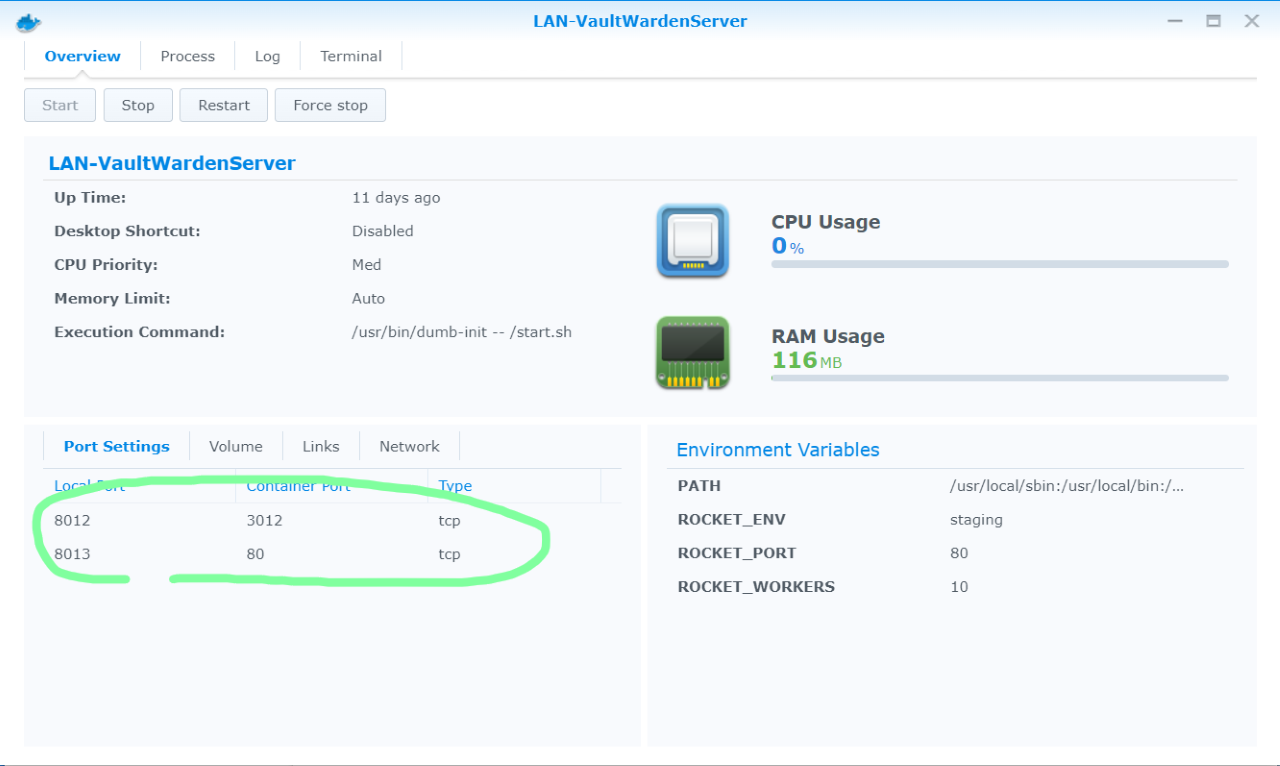 LAN-VaultWardenServer
Overview Process Log Terminal
Start Stop Restart Force stop
LAN-VaultWardenServer
Up Time: 11 days ago
Desktop Shortcut: Disabled
CPU Priority: Med
Memory Limit: Auto
Execution Command: /usr/bin/dumb-init -- /start.sh
CPU Usage
0 %
RAM Usage
116 MB
Port Settings Volume Links Network
Local Port Container Port Type
8012 3012 tcp
8013 80 tcp
Environment Variables
PATH /usr/local/sbin:/usr/local/bin:/...
ROCKET_ENV staging
ROCKET_PORT 80
ROCKET_WORKERS 10